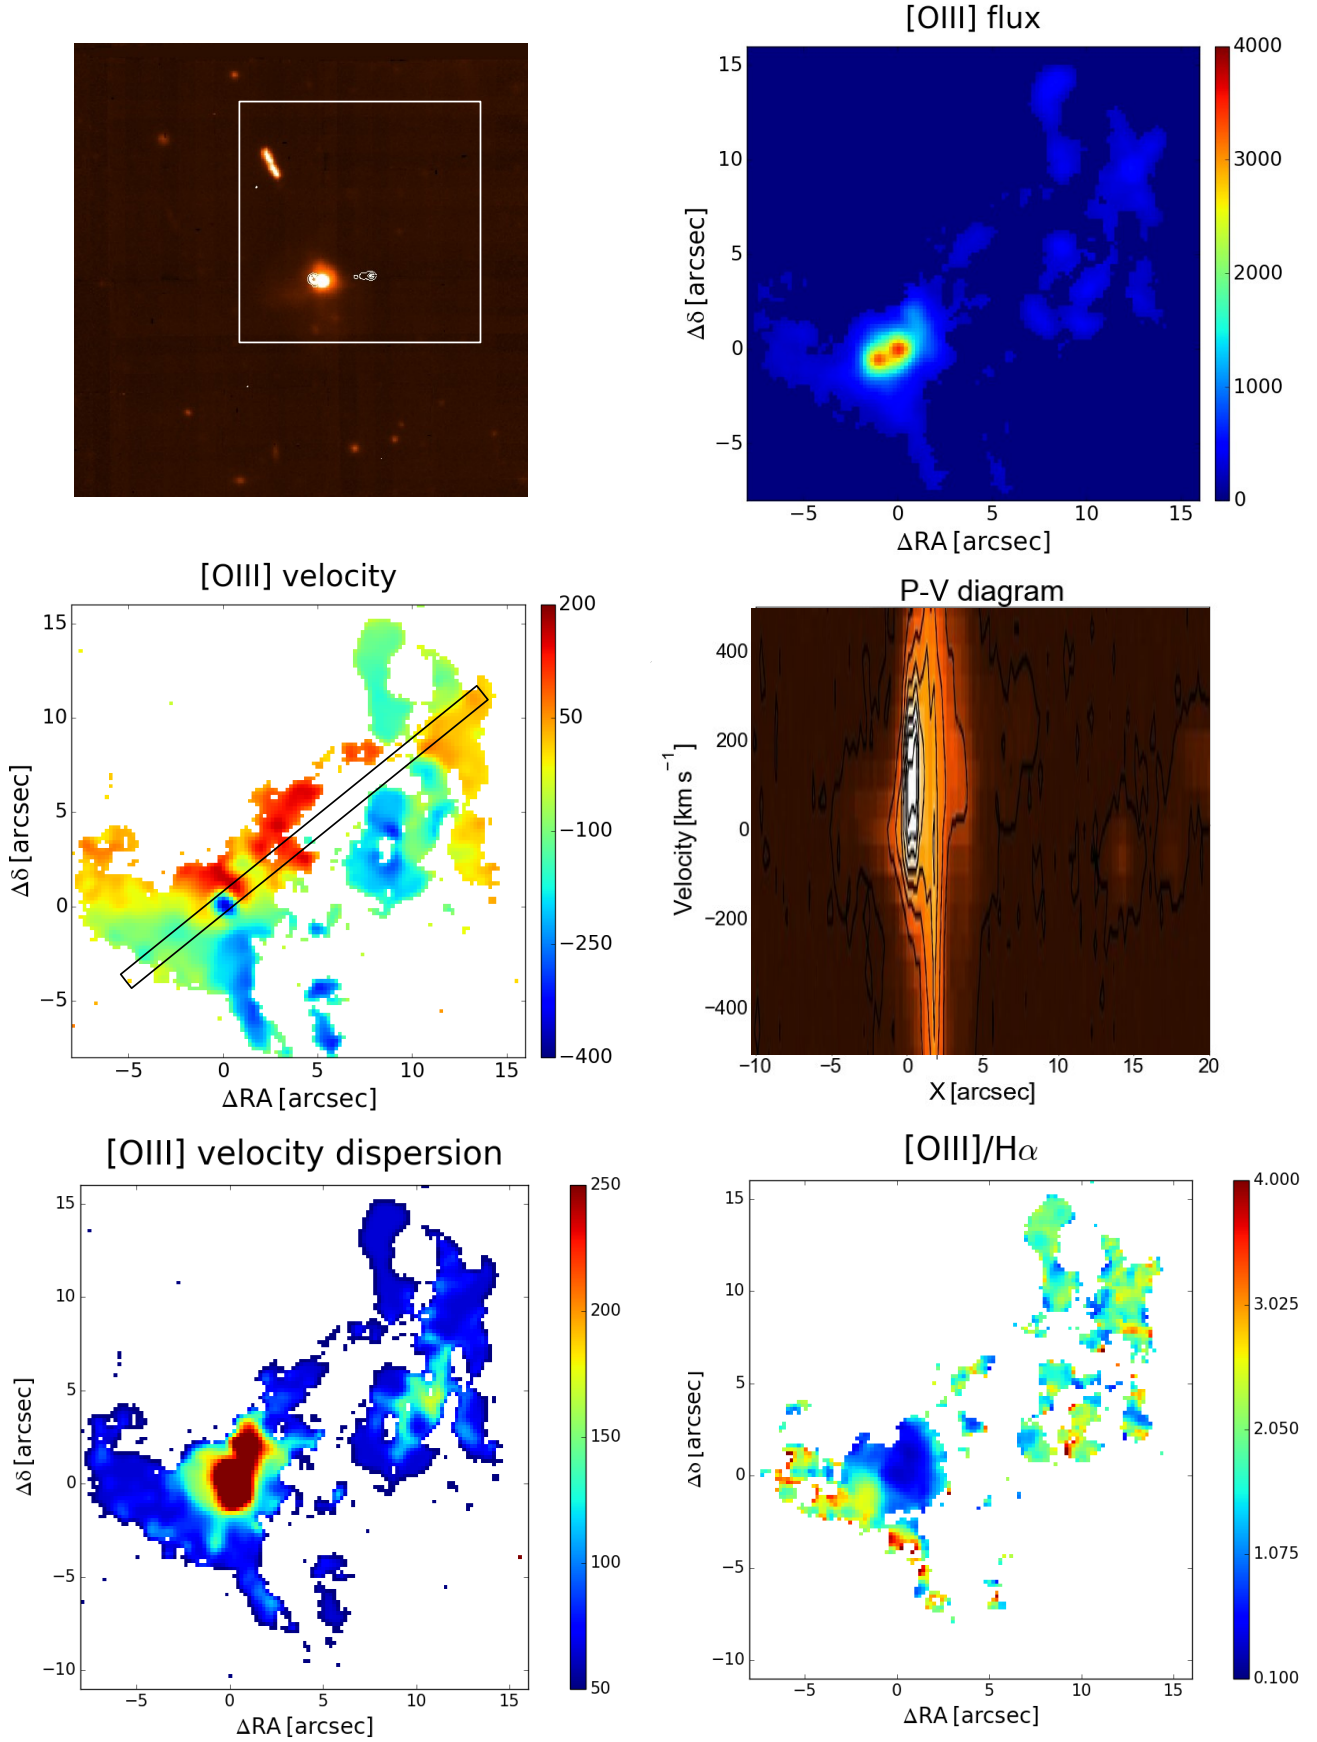 [OIII] flux
15
10
5
0
−5
−5 0 5 10 15
Δδ [arcsec]
ΔRA [arcsec]
4000
3000
2000
1000
0
[OIII] velocity
15
10
5
0
−5
−5 0 5 10 15
Δδ [arcsec]
ΔRA [arcsec]
200
50
−100
−250
−400
P-V diagram
400
200
0
−200
−400
−10 −5 0 5 10 15 20
Velocity [km s−1]
X [arcsec]
[OIII] velocity dispersion
15
10
5
0
−5
−10
−5 0 5 10 15
Δδ [arcsec]
ΔRA [arcsec]
250
200
150
100
50
[OIII]/Hα
15
10
5
0
−5
−10
−5 0 5 10 15
Δδ [arcsec]
ΔRA [arcsec]
4.000
3.025
2.050
1.075
0.100